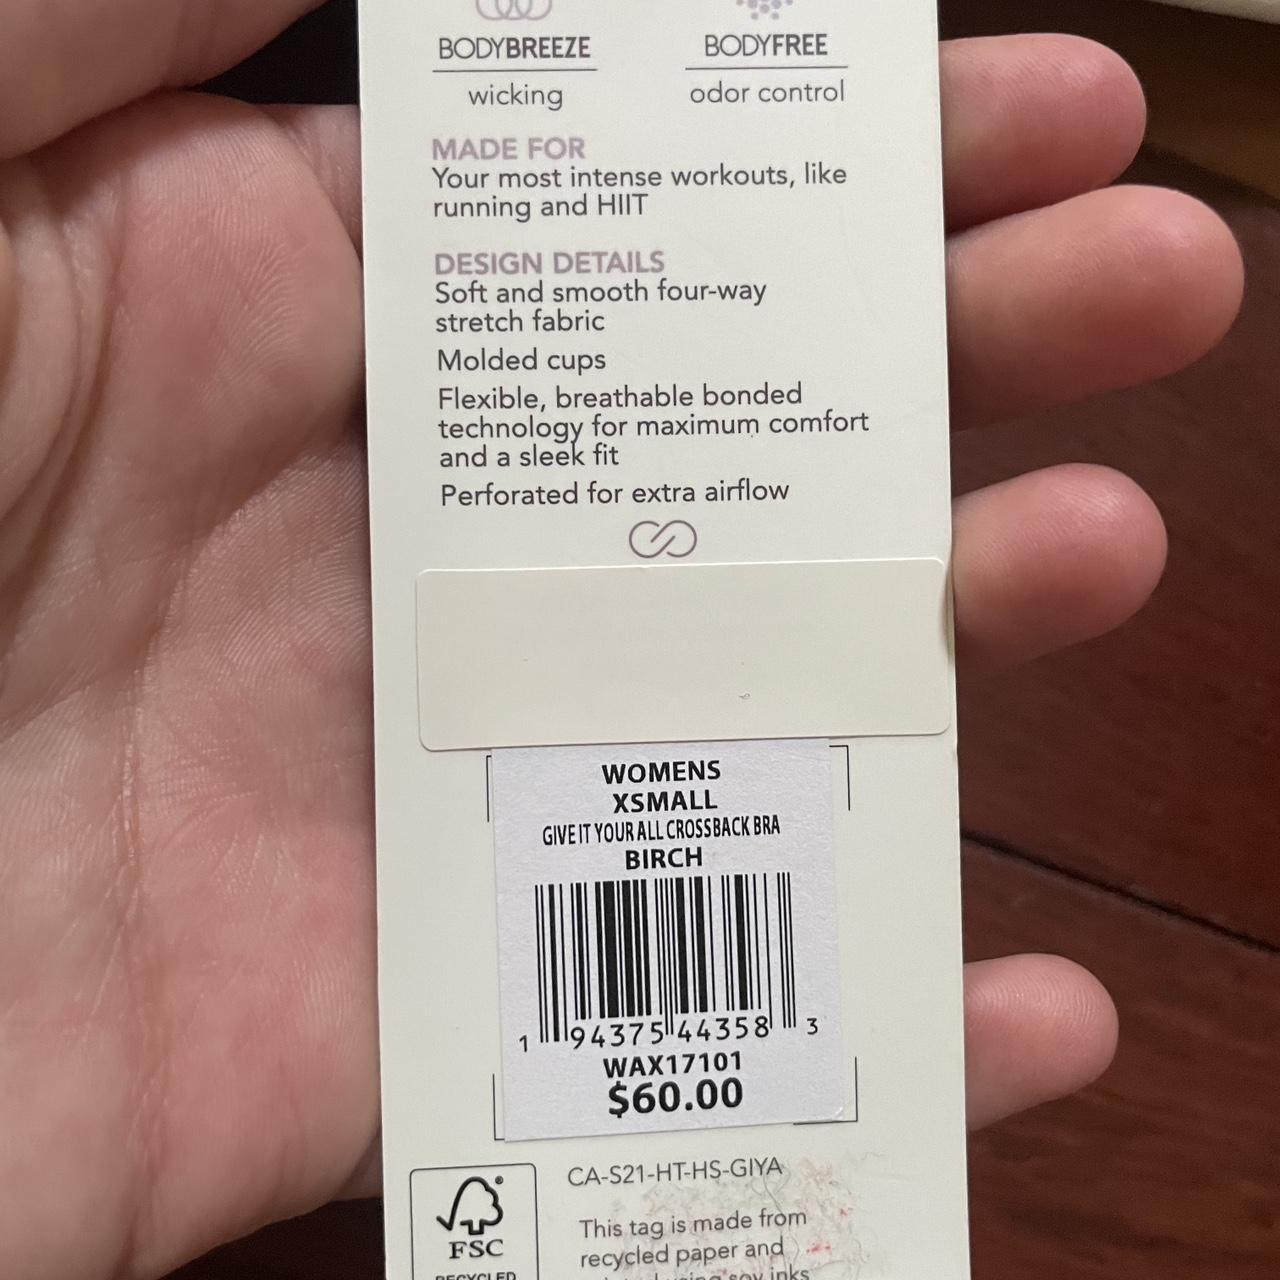 BODYBREEZE
wicking
BODYFREE
odor control
MADE FOR
Your most intense workouts, like
running and HIIT
DESIGN DETAILS
Soft and smooth four-way
stretch fabric
Molded cups
Flexible, breathable bonded
technology for maximum comfort
and a sleek fit
Perforated for extra airflow
WOMENS
XSMALL
GIVE IT YOUR ALL CROSSBACK BRA
BIRCH
1 94375 44358 3
WAX17101
$60.00
CA-S21-HT-HS-GIYA
This tag is made from
recycled paper and
soy inks
FSC
RECYCLED